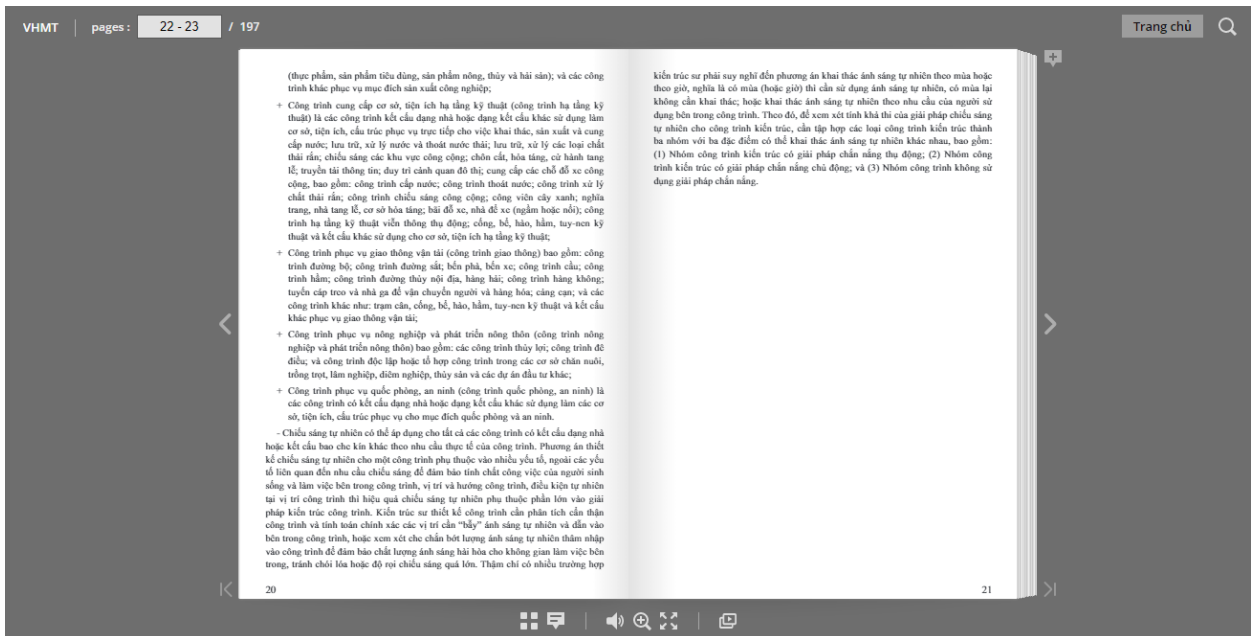 VHMT
pages :
22 - 23
/ 197
Trang chủ
(thực phẩm, sản phẩm tiêu dùng, sản phẩm nông, thủy và hải sản); và các công
trình khác phục vụ mục đích sản xuất công nghiệp;
+ Công trình cung cấp cơ sở, tiện ích hạ tầng kỹ thuật (công trình hạ tầng kỹ
thuật) là các công trình kết cấu dạng nhà hoặc dạng kết cấu khác sử dụng làm
cơ sở, tiện ích, cấu trúc phục vụ trực tiếp cho việc khai thác, sản xuất và cung
cấp nước; lưu trữ, xử lý nước và thoát nước thải; lưu trữ, xử lý các loại chất
thải rắn; chiếu sáng các khu vực công cộng; chôn cất, hỏa táng, cử hành tang
lễ; truyền tải thông tin; duy trì cảnh quan đô thị; cung cấp các chỗ đỗ xe công
cộng, bao gồm: công trình cấp nước; công trình thoát nước; công trình xử lý
chất thải rắn; công trình chiếu sáng công cộng; công viên cây xanh; nghĩa
trang, nhà tang lễ, cơ sở hỏa táng; bãi đỗ xe, nhà để xe (ngầm hoặc nổi); công
trình hạ tầng kỹ thuật viễn thông thụ động; cống, bể, hào, hầm, tuy-nen kỹ
thuật và kết cấu khác sử dụng cho cơ sở, tiện ích hạ tầng kỹ thuật;
+ Công trình phục vụ giao thông vận tải (công trình giao thông) bao gồm: công
trình đường bộ; công trình đường sắt; bến phà, bến xe; công trình cầu; công
trình hầm; công trình đường thủy nội địa, hàng hải; công trình hàng không;
tuyến cáp treo và nhà ga để vận chuyển người và hàng hóa; cảng cạn; và các
công trình khác như: trạm cân, cống, bể, hào, hầm, tuy-nen kỹ thuật và kết cấu
khác phục vụ giao thông vận tải;
+ Công trình phục vụ nông nghiệp và phát triển nông thôn (công trình nông
nghiệp và phát triển nông thôn) bao gồm: các công trình thủy lợi; công trình đê
điều; và công trình độc lập hoặc tổ hợp công trình trong các cơ sở chăn nuôi,
trồng trọt, lâm nghiệp, diêm nghiệp, thủy sản và các dự án đầu tư khác;
+ Công trình phục vụ quốc phòng, an ninh (công trình quốc phòng, an ninh) là
các công trình có kết cấu dạng nhà hoặc dạng kết cấu khác sử dụng làm các cơ
sở, tiện ích, cấu trúc phục vụ cho mục đích quốc phòng và an ninh.
- Chiếu sáng tự nhiên có thể áp dụng cho tất cả các công trình có kết cấu dạng nhà
hoặc kết cấu bao che kín khác theo nhu cầu thực tế của công trình. Phương án thiết
kế chiếu sáng tự nhiên cho một công trình phụ thuộc vào nhiều yếu tố, ngoài các yếu
tố liên quan đến nhu cầu chiếu sáng để đảm bảo tính chất công việc của người sinh
sống và làm việc bên trong công trình, vị trí và hướng công trình, điều kiện tự nhiên
tại vị trí công trình thì hiệu quả chiếu sáng tự nhiên phụ thuộc phần lớn vào giải
pháp kiến trúc công trình. Kiến trúc sư thiết kế công trình cần phân tích cẩn thận
công trình và tính toán chính xác các vị trí cần “bẫy” ánh sáng tự nhiên và dẫn vào
bên trong công trình, hoặc xem xét che chắn bớt lượng ánh sáng tự nhiên thâm nhập
vào công trình để đảm bảo chất lượng ánh sáng hài hòa cho không gian làm việc bên
trong, tránh chói lóa hoặc độ rọi chiếu sáng quá lớn. Thậm chí có nhiều trường hợp
20
kiến trúc sư phải suy nghĩ đến phương án khai thác ánh sáng tự nhiên theo mùa hoặc
theo giờ, nghĩa là có mùa (hoặc giờ) thì cần sử dụng ánh sáng tự nhiên, có mùa lại
không cần khai thác; hoặc khai thác ánh sáng tự nhiên theo nhu cầu của người sử
dụng bên trong công trình. Theo đó, để xem xét tính khả thi của giải pháp chiếu sáng
tự nhiên cho công trình kiến trúc, cần tập hợp các loại công trình kiến trúc thành
ba nhóm với ba đặc điểm có thể khai thác ánh sáng tự nhiên khác nhau, bao gồm:
(1) Nhóm công trình kiến trúc có giải pháp chắn nắng thụ động; (2) Nhóm công
trình kiến trúc có giải pháp chắn nắng chủ động; và (3) Nhóm công trình không sử
dụng giải pháp chắn nắng.
21